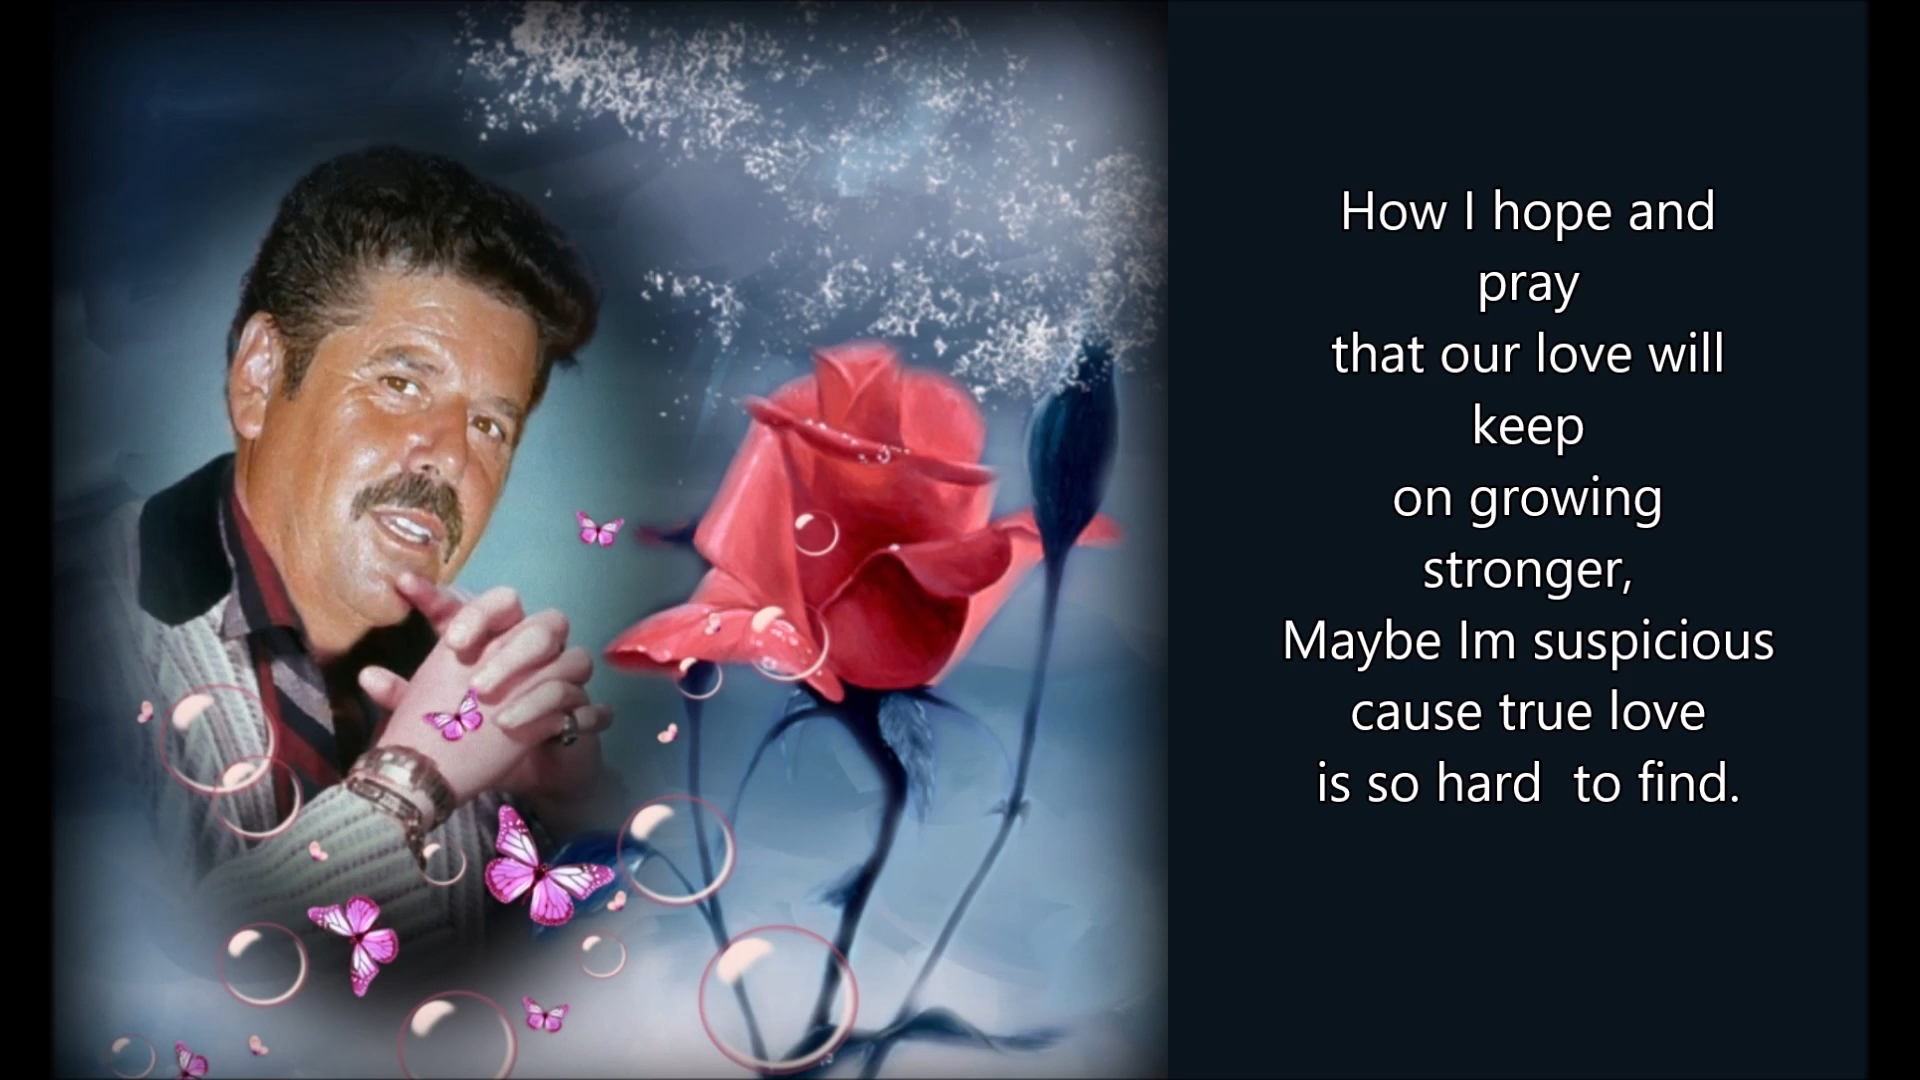 How I hope and
pray
that our love will
keep
on growing
stronger,
Maybe Im suspicious
cause true love
is so hard  to find.